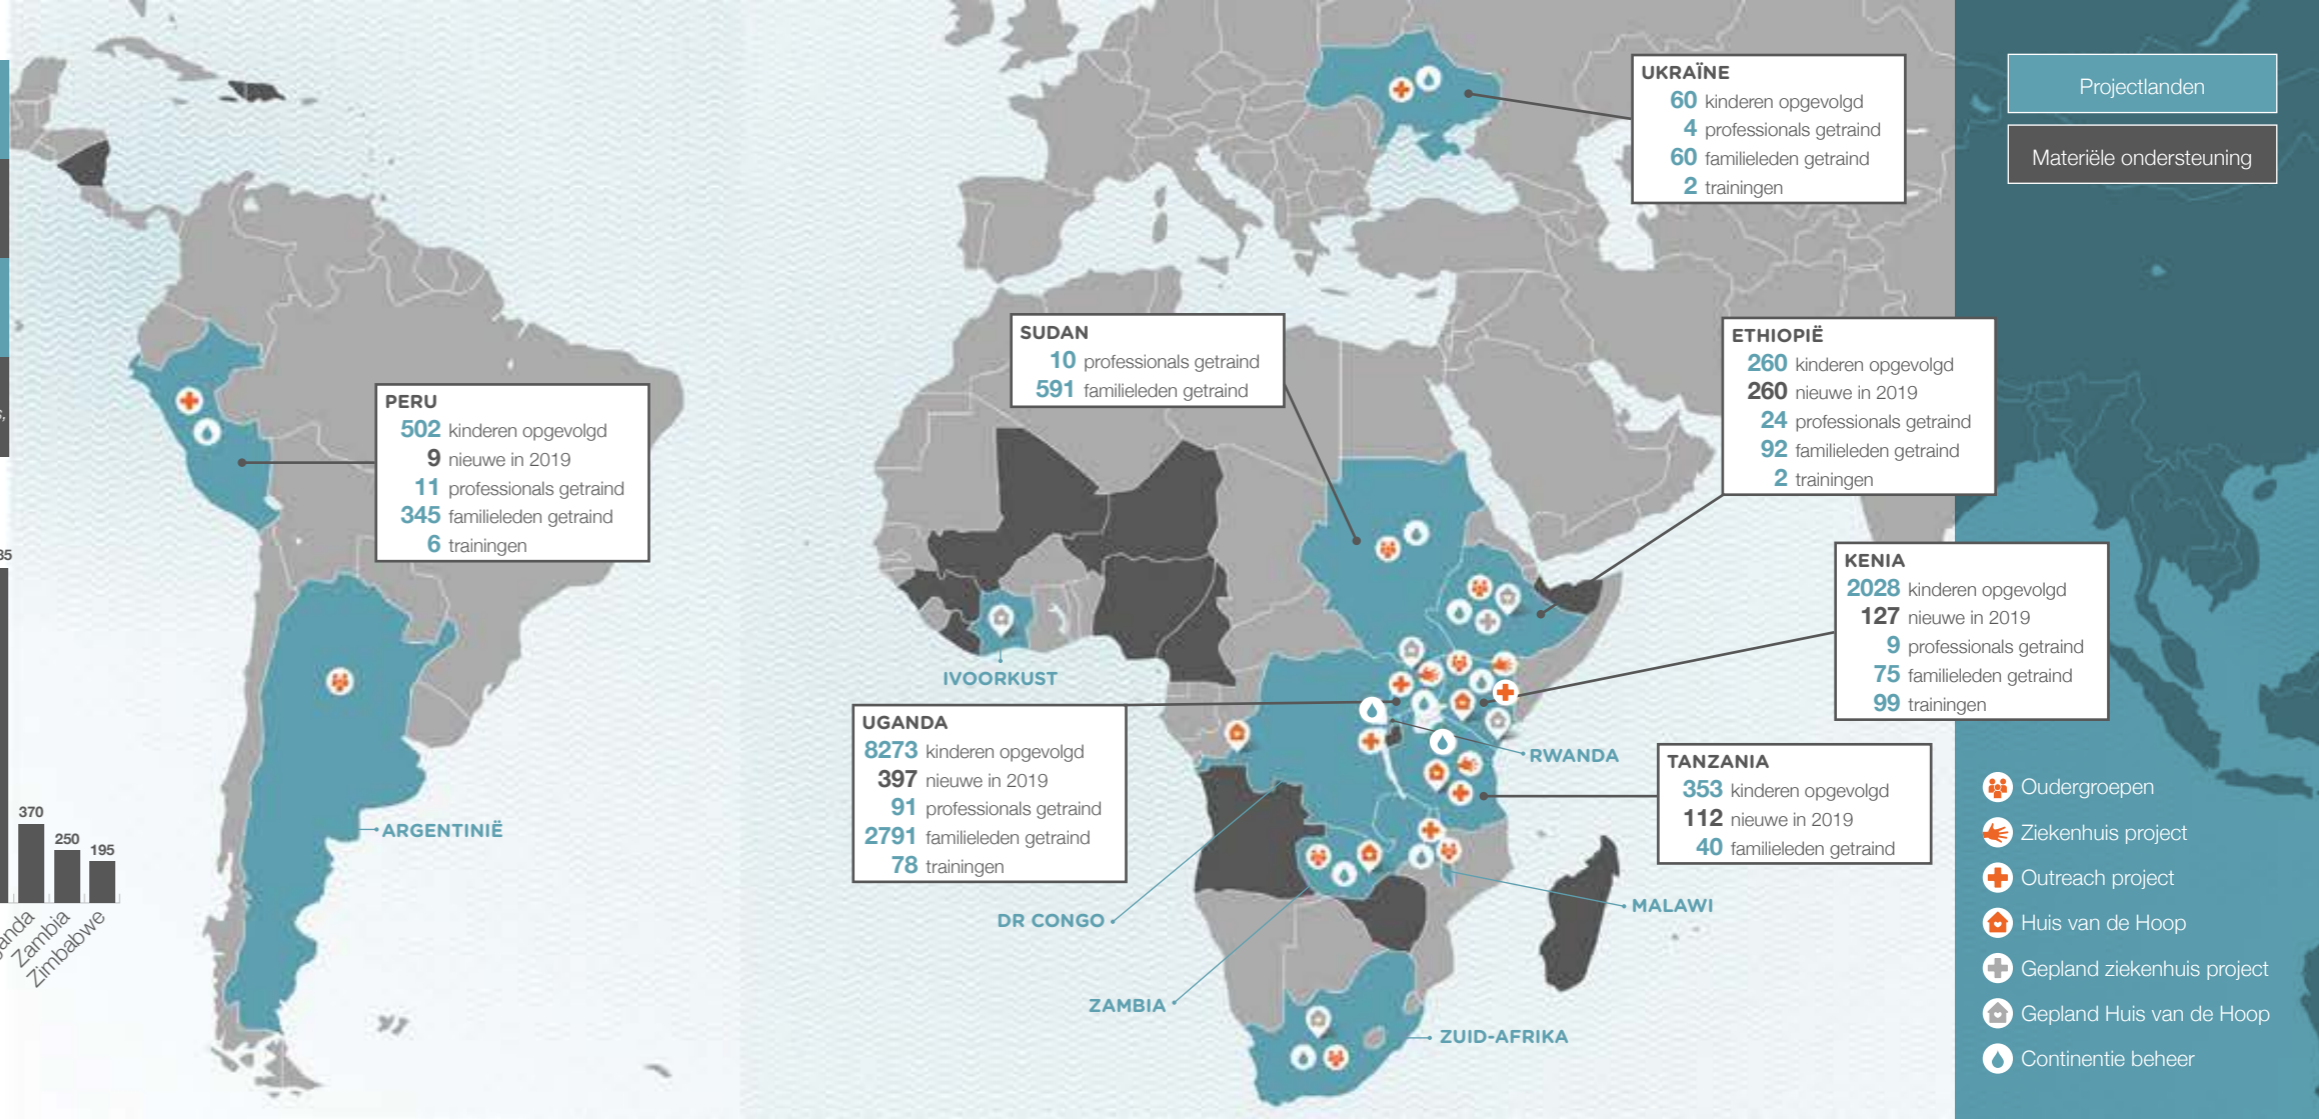 UKRAÏNE
60 kinderen opgevolgd
4 professionals getraind
60 familieleden getraind
2 trainingen
Projectlanden
Materiële ondersteuning
SUDAN
10 professionals getraind
591 familieleden getraind
ETHIOPIË
260 kinderen opgevolgd
260 nieuwe in 2019
24 professionals getraind
92 familieleden getraind
2 trainingen
PERU
502 kinderen opgevolgd
9 nieuwe in 2019
11 professionals getraind
345 familieleden getraind
6 trainingen
KENIA
2028 kinderen opgevolgd
127 nieuwe in 2019
9 professionals getraind
75 familieleden getraind
99 trainingen
IVOORKUST
UGANDA
8273 kinderen opgevolgd
397 nieuwe in 2019
91 professionals getraind
2791 familieleden getraind
78 trainingen
RWANDA
TANZANIA
353 kinderen opgevolgd
112 nieuwe in 2019
40 familieleden getraind
ARGENTINIË
DR CONGO
MALAWI
ZAMBIA
ZUID-AFRIKA
Oudergroepen
Ziekenhuis project
Outreach project
Huis van de Hoop
Gepland ziekenhuis project
Gepland Huis van de Hoop
Continentie beheer
370
250
195
Zambia
Zimbabwe